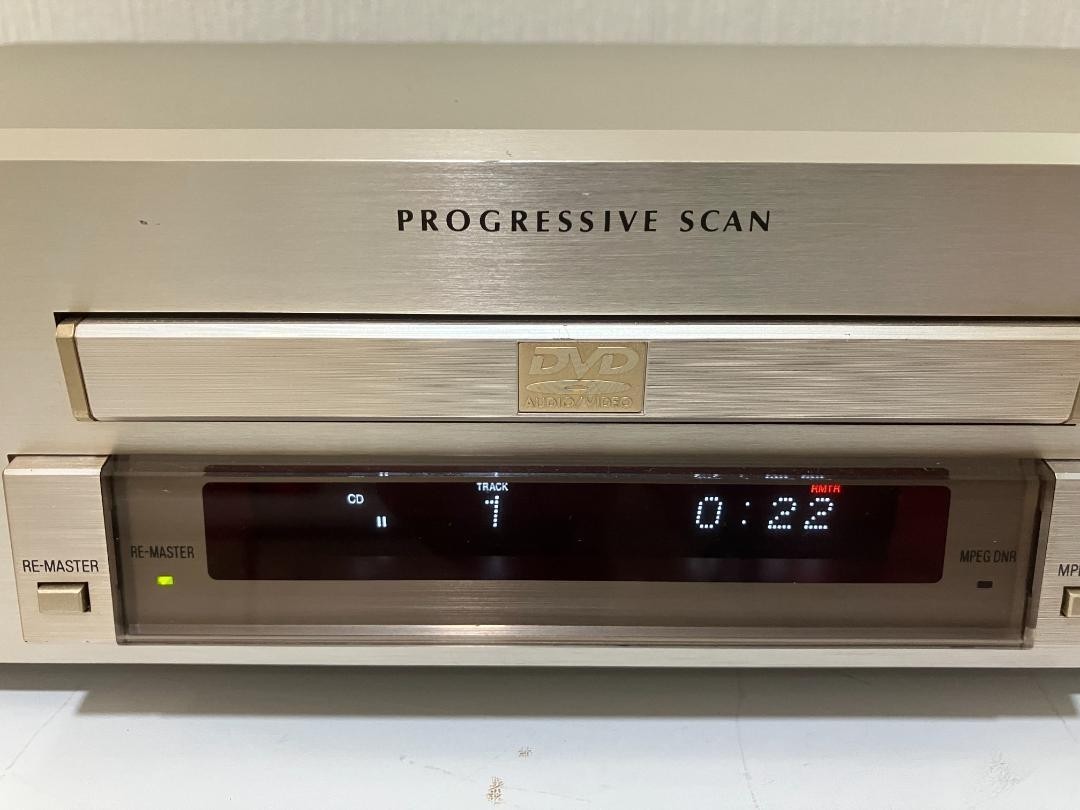 PROGRESSIVE SCAN
DVD
AUDIO/VIDEO
CD
TRACK
1
RMTR
0:22
RE-MASTER
RE-MASTER
MPEG DNR